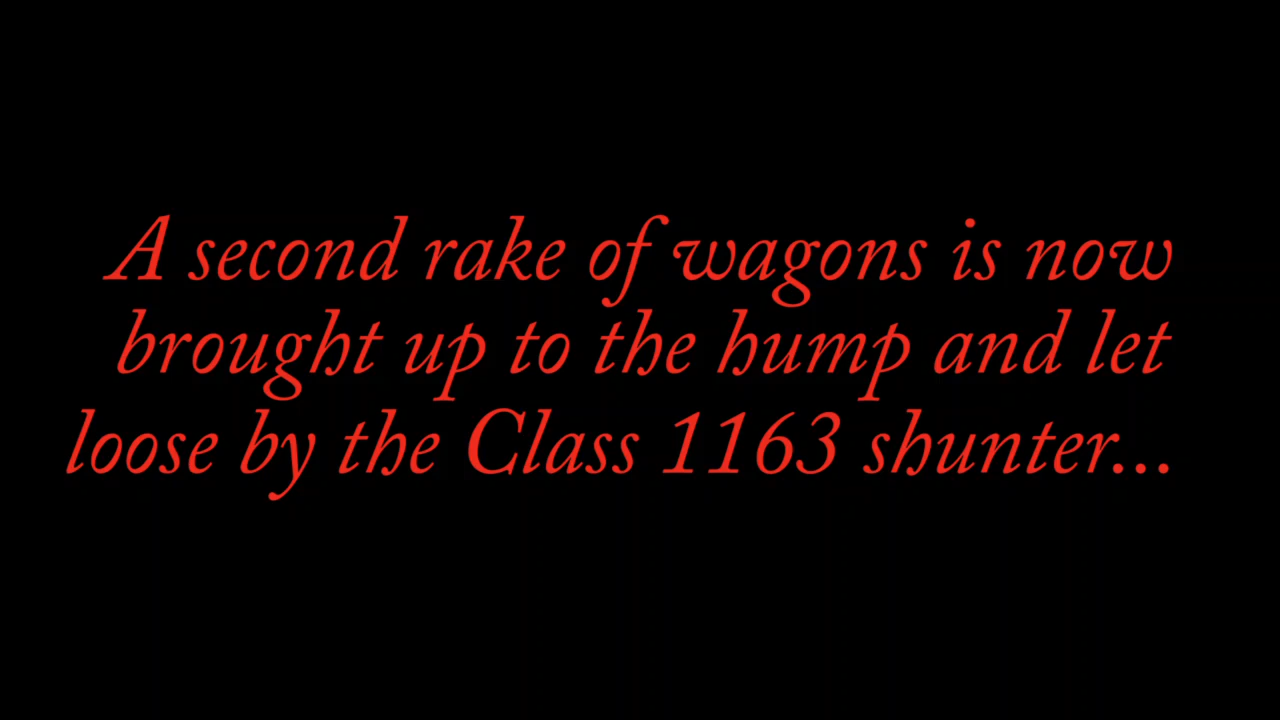 A second rake of wagons is now
brought up to the hump and let
loose by the Class 1163 shunter...